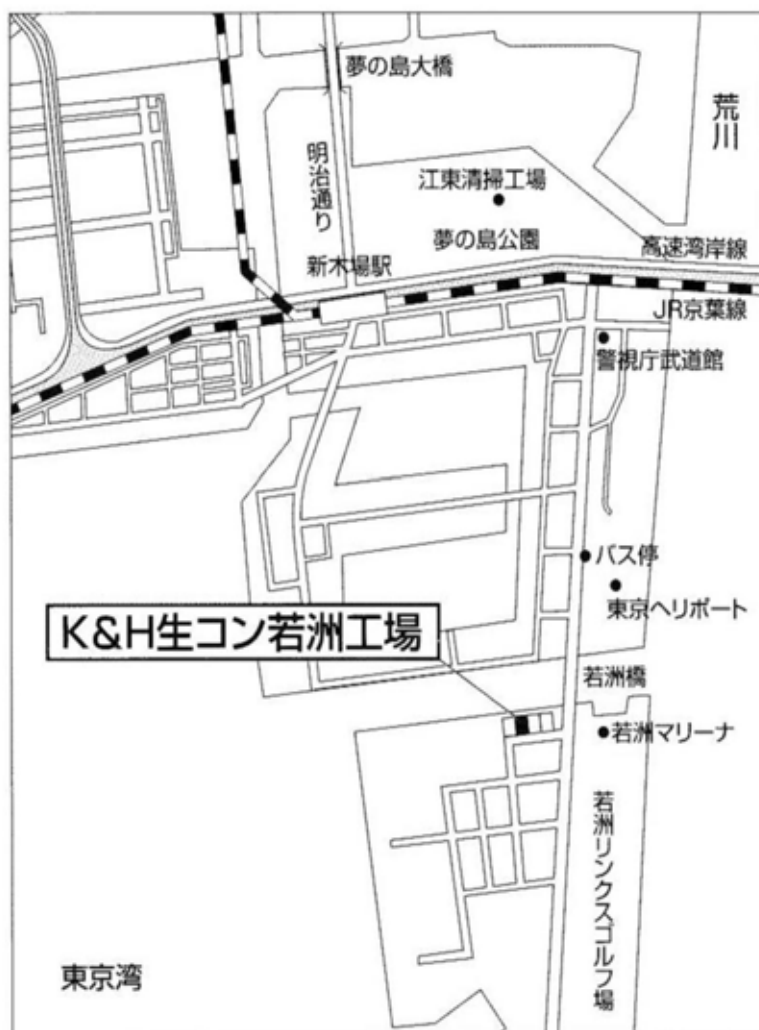 夢の島大橋
荒川
明治通り
江東清掃工場
夢の島公園
高速湾岸線
新木場駅
JR京葉線
警視庁武道館
バス停
東京ヘリポート
K&H生コン若洲工場
若洲橋
若洲マリーナ
若洲リンクスゴルフ場
東京湾